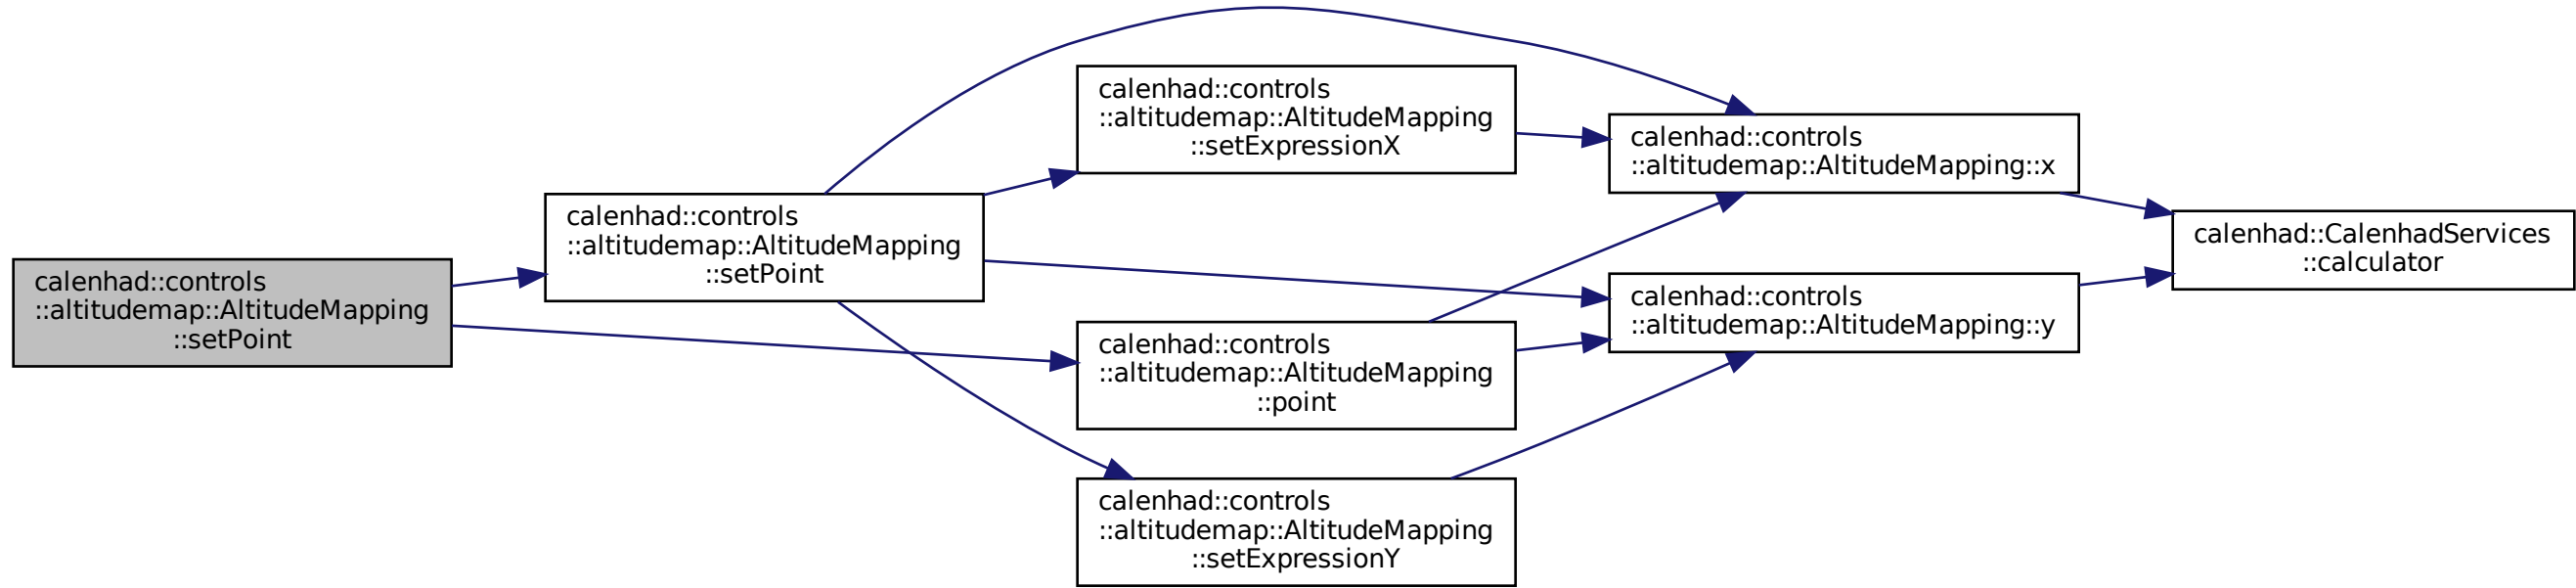 calenhad::controls
::altitudemap::AltitudeMapping
::setPoint
calenhad::controls
::altitudemap::AltitudeMapping
::setPoint
calenhad::controls
::altitudemap::AltitudeMapping
::setExpressionX
calenhad::controls
::altitudemap::AltitudeMapping
::point
calenhad::controls
::altitudemap::AltitudeMapping
::setExpressionY
calenhad::controls
::altitudemap::AltitudeMapping::x
calenhad::controls
::altitudemap::AltitudeMapping::y
calenhad::CalenhadServices
::calculator